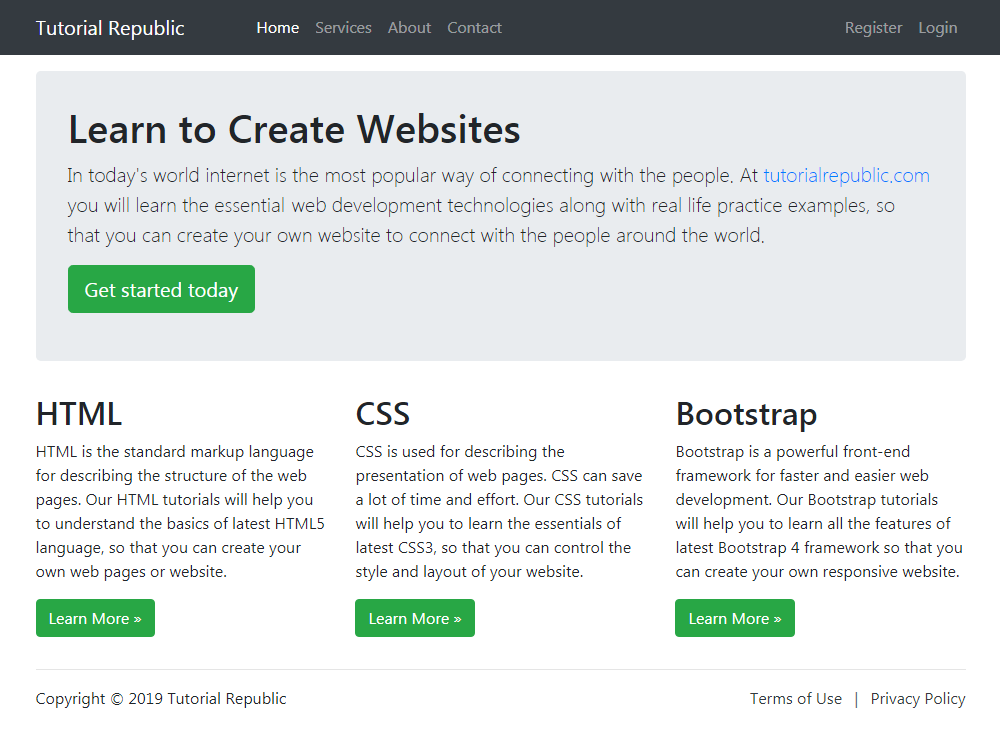 Tutorial Republic Home Services About Contact Register Login
Learn to Create Websites
In today's world internet is the most popular way of connecting with the people. At tutorialrepublic.com
you will learn the essential web development technologies along with real life practice examples, so
that you can create your own website to connect with the people around the world.
Get started today
HTML
HTML is the standard markup language
for describing the structure of the web
pages. Our HTML tutorials will help you
to understand the basics of latest HTML5
language, so that you can create your
own web pages or website.
Learn More »
CSS
CSS is used for describing the
presentation of web pages. CSS can save
a lot of time and effort. Our CSS tutorials
will help you to learn the essentials of
latest CSS3, so that you can control the
style and layout of your website.
Learn More »
Bootstrap
Bootstrap is a powerful front-end
framework for faster and easier web
development. Our Bootstrap tutorials
will help you to learn all the features of
latest Bootstrap 4 framework so that you
can create your own responsive website.
Learn More »
Copyright © 2019 Tutorial Republic Terms of Use | Privacy Policy